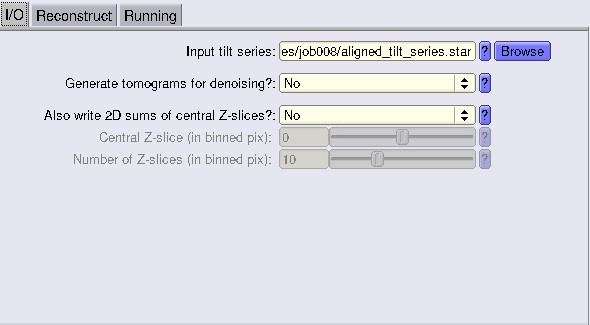 I/O Reconstruct Running
Input tilt series: es/job008/aligned_tilt_series.star ? Browse
Generate tomograms for denoising?: No ?
Also write 2D sums of central Z-slices?: No ?
Central Z-slice (in binned pix): 0 ?
Number of Z-slices (in binned pix): 10 ?